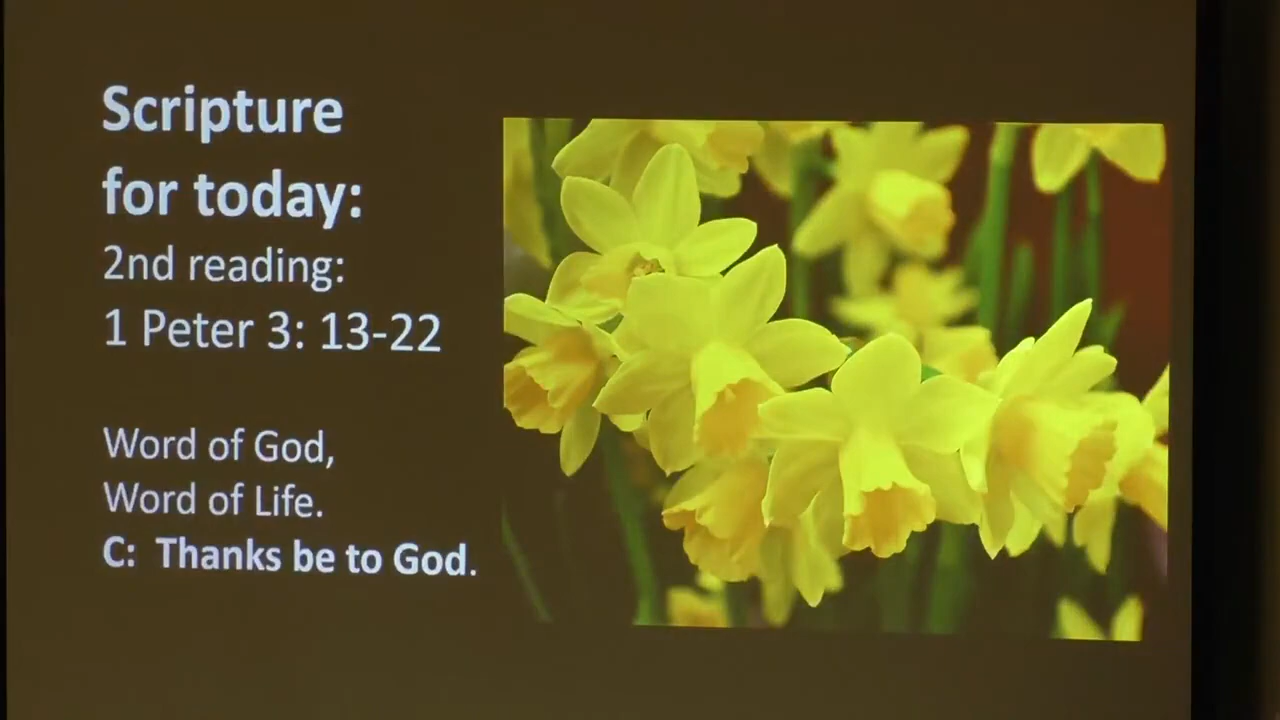 Scripture
for today:
2nd reading:
1 Peter 3: 13-22
Word of God,
Word of Life.
C:  Thanks be to God.